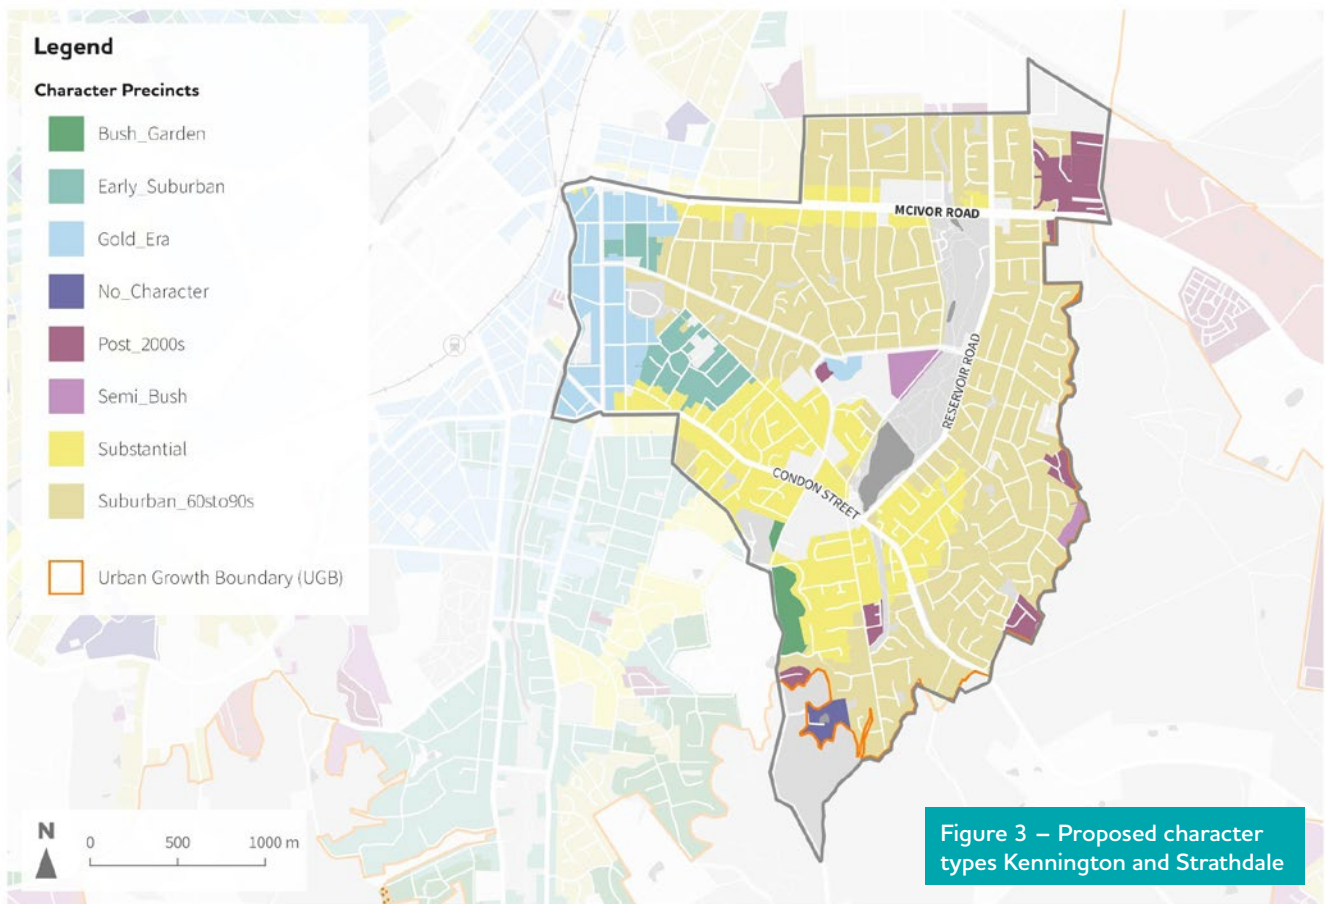 Legend
Character Precincts
Bush_Garden
Early_Suburban
Gold_Era
No_Character
Post_2000s
Semi_Bush
Substantial
Suburban_60sto90s
Urban Growth Boundary (UGB)
MCIVOR ROAD
RESERVOIR ROAD
CONDON STREET
N
0 500 1000 m
Figure 3 – Proposed character
types Kennington and Strathdale